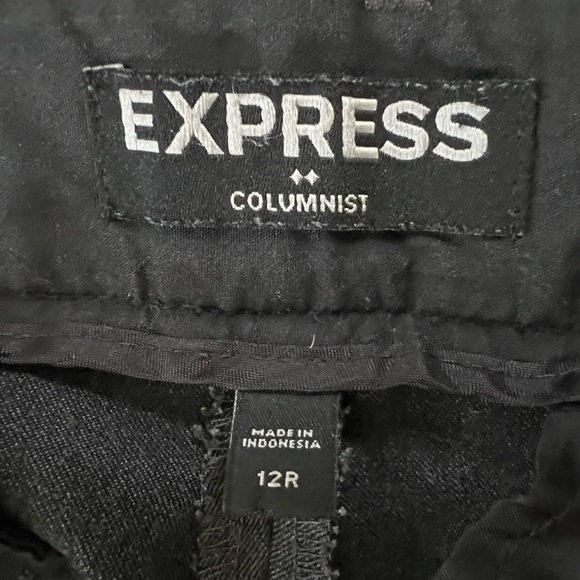 EXPRESS
COLUMNIST
MADE IN
INDONESIA
12R